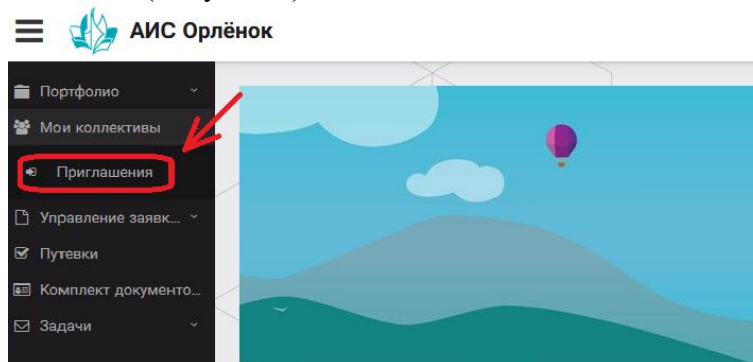 АИС Орлёнок
Портфолио
Мои коллективы
Приглашения
Управление заявк...
Путевки
Комплект документо...
Задачи